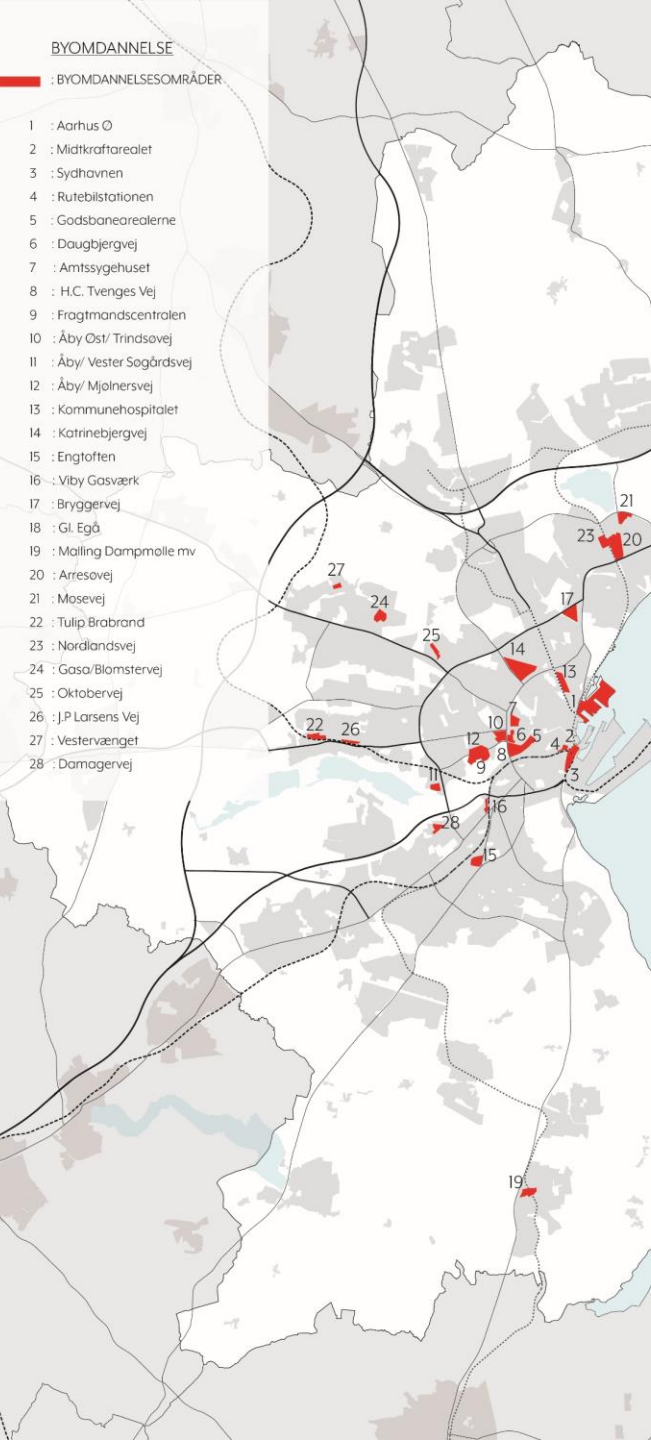 BYOMDANNELSE
: BYOMDANNELSESOMRÅDER
1 : Aarhus Ø
2 : Midtkraftarealet
3 : Sydhavnen
4 : Rutebilstationen
5 : Godsbanearealerne
6 : Daugbjergvej
7 : Amtssygehuset
8 : H.C. Tvenges Vej
9 : Fragtmandscentralen
10 : Åby Øst/ Trindsøvej
11 : Åby/ Vester Søgårdsvej
12 : Åby/ Mjølnersvej
13 : Kommunehospitalet
14 : Katrinebjergvej
15 : Engtoften
16 : Viby Gasværk
17 : Bryggervej
18 : Gl. Egå
19 : Malling Dampmølle mv
20 : Arresøvej
21 : Mosevej
22 : Tulip Brabrand
23 : Nordlandsvej
24 : Gasa/Blomstervej
25 : Oktobervej
26 : J.P Larsens Vej
27 : Vestervænget
28 : Damagervej
21
23 20
27
24
17
25
14
13
1
7
22 26 12 10 6 5 4 2
8
9
3
11
16
28
15
19